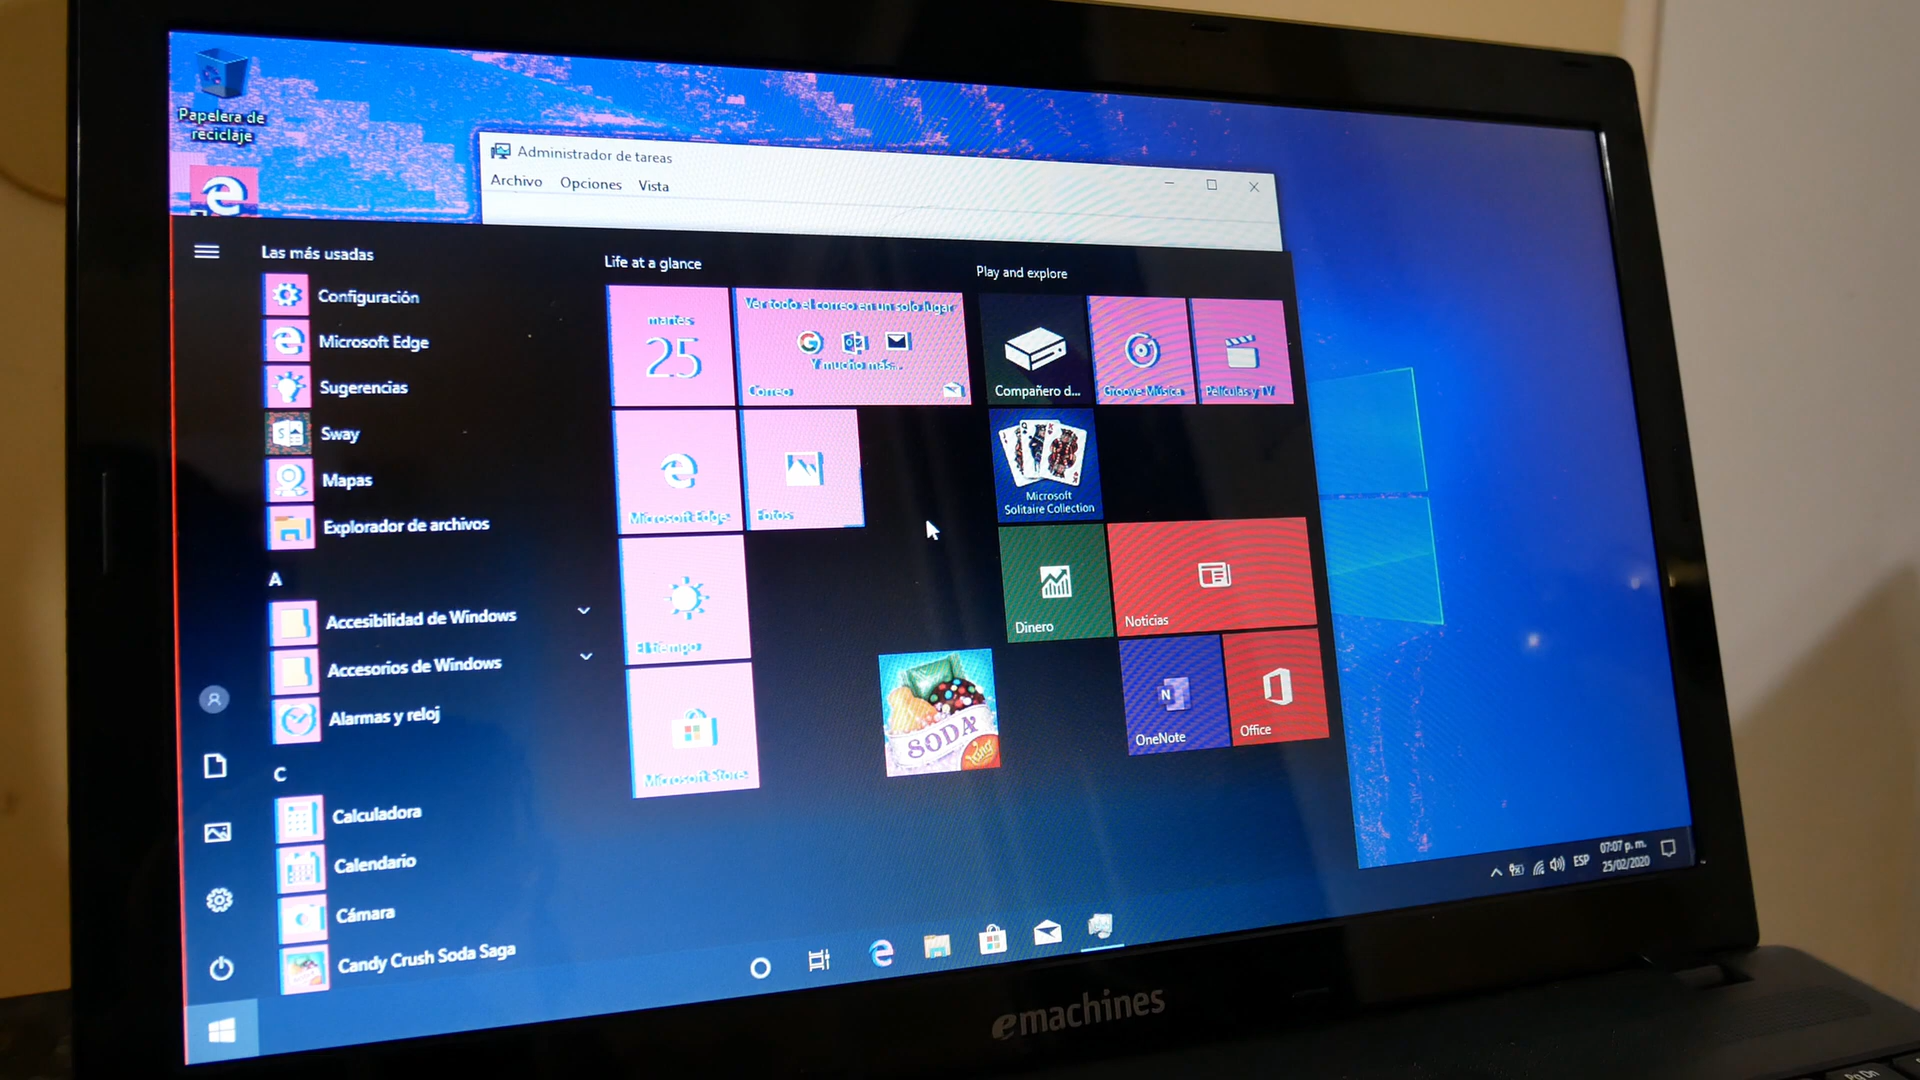 Papelera de
reciclaje
Administrador de tareas
Archivo Opciones Vista
Las más usadas
Configuración
Microsoft Edge
Sugerencias
Sway
Mapas
Explorador de archivos
A
Accesibilidad de Windows
Accesorios de Windows
Alarmas y reloj
C
Calculadora
Calendario
Cámara
Candy Crush Soda Saga
Life at a glance
martes
25
Ver todo el correo en un solo lugar
Y mucho más...
Correo
Microsoft Edge
Fotos
El tiempo
Microsoft Store
Play and explore
Compañero d...
Groove Música
Películas y TV
Microsoft
Solitaire Collection
Dinero
Noticias
SODA
King
OneNote
Office
ESP
07:07 p. m.
25/02/2020
emachines
Pg Dn